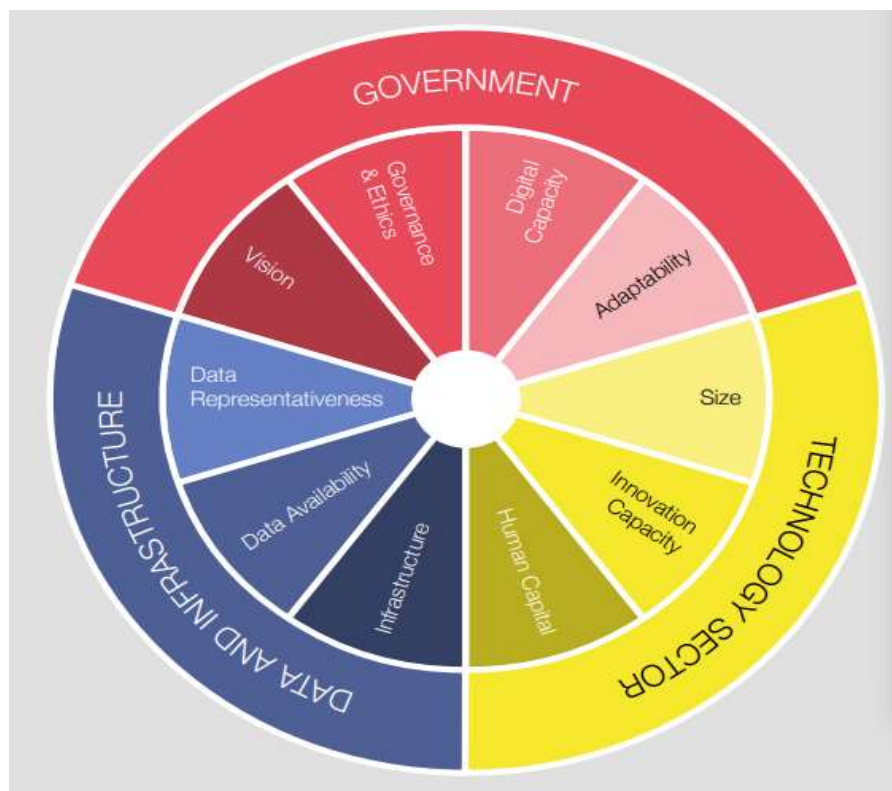 GOVERNMENT
Vision
Governance
& Ethics
Digital
Capacity
Adaptability
TECHNOLOGY SECTOR
Size
Innovation
Capacity
Human Capital
DATA AND INFRASTRUCTURE
Infrastructure
Data Availability
Data
Representativeness